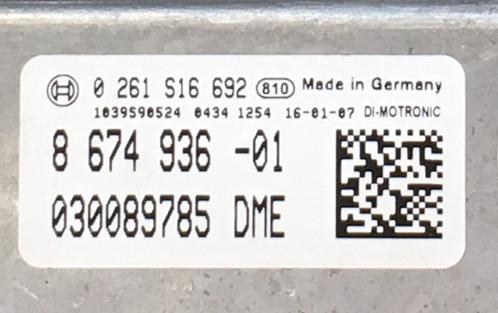 0 261 S16 692 810 Made in Germany
1039S90524 0434 1254 16-01-07 DI-MOTRONIC
8 674 936 -01
030089785 DME